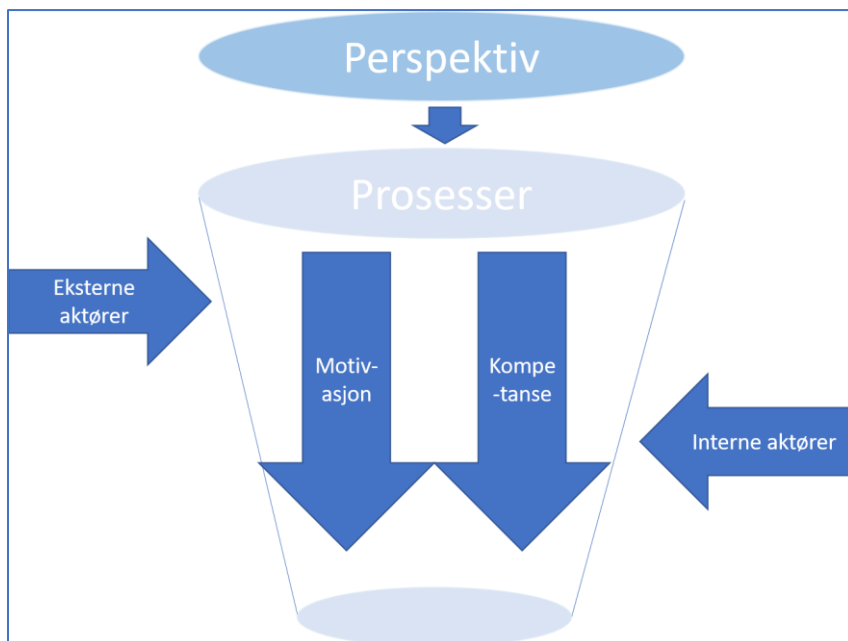 Perspektiv
Prosesser
Eksterne
aktører
Motiv-
asjon
Kompe
-tanse
Interne aktører